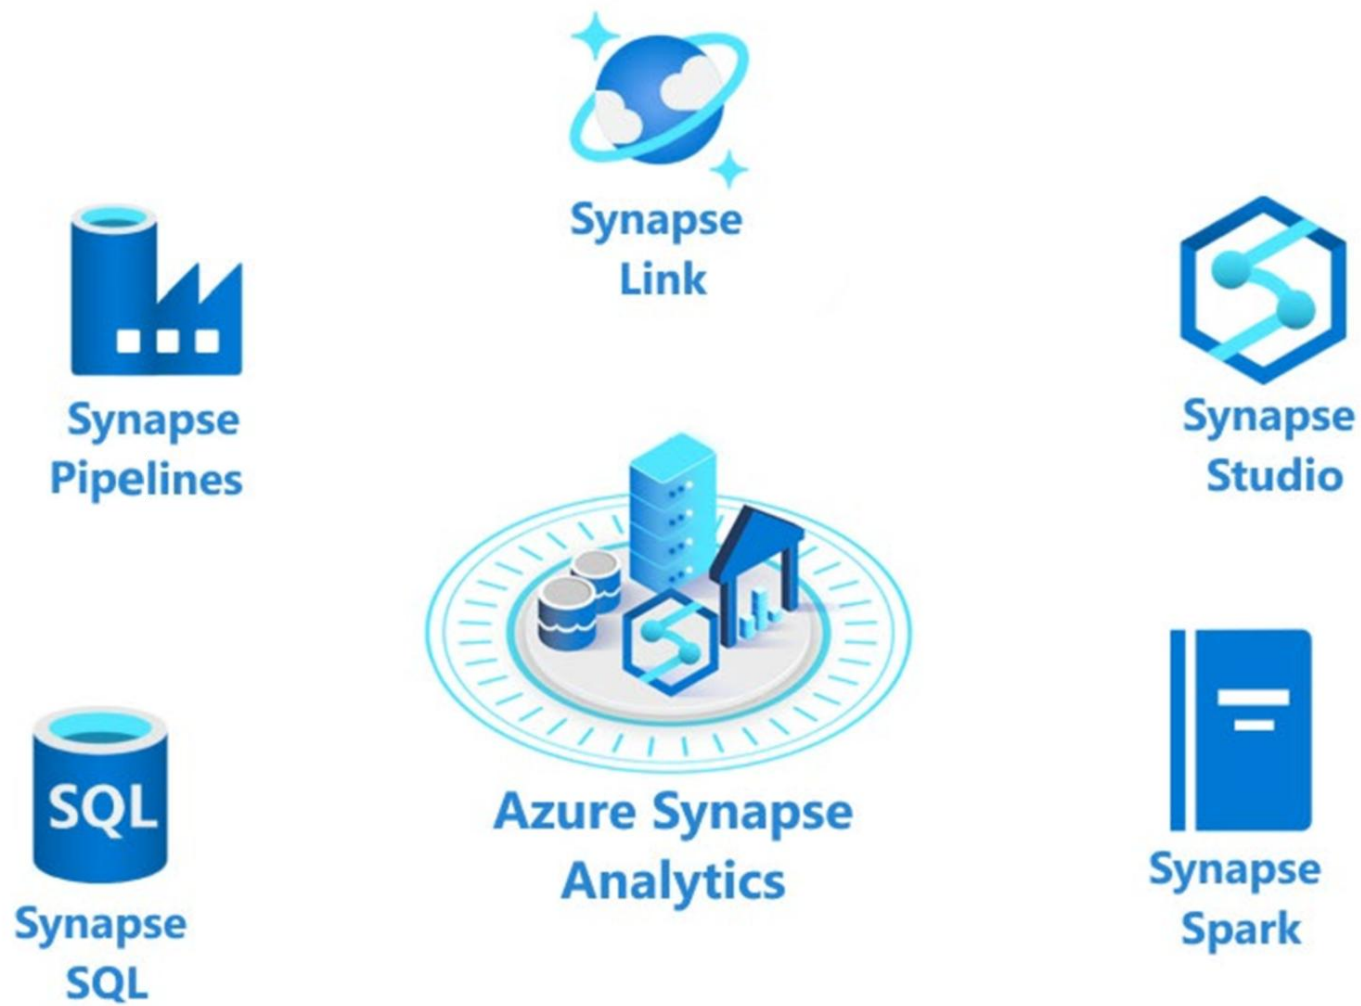 Synapse
Link
Synapse
Pipelines
Synapse
Studio
Azure Synapse
Analytics
SQL
Synapse
SQL
Synapse
Spark